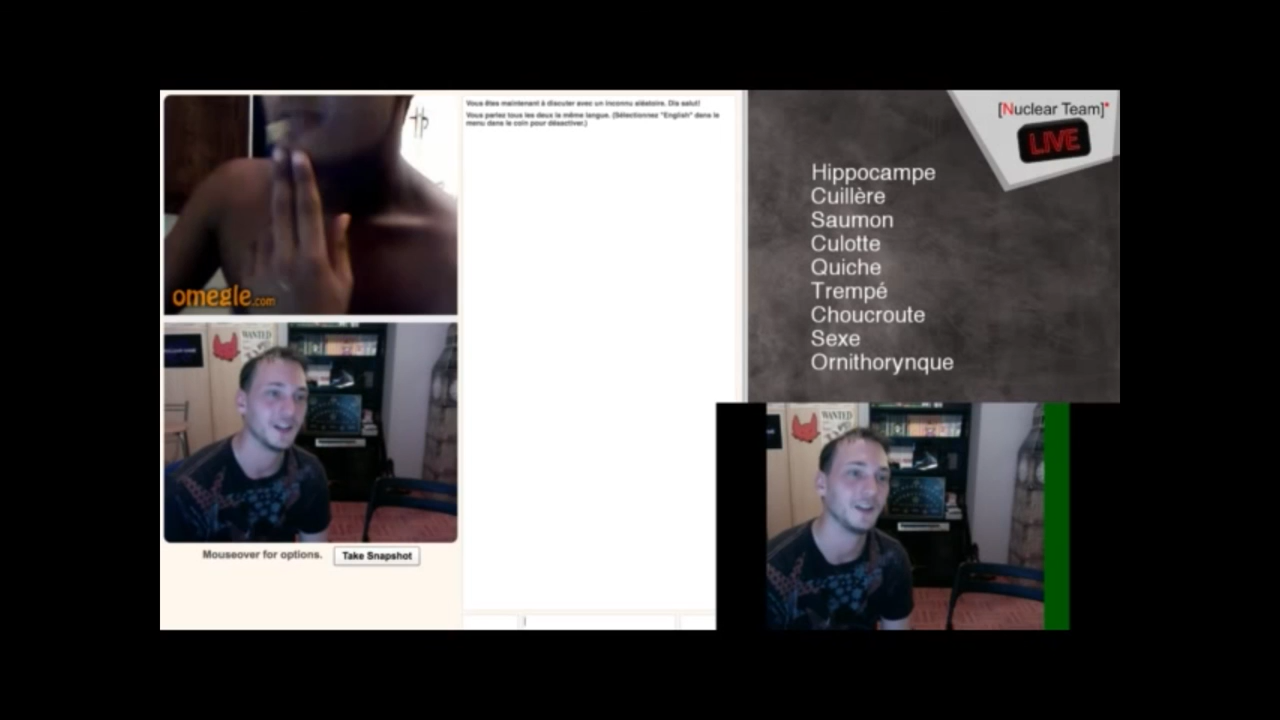 Vous êtes maintenant à discuter avec un inconnu aléatoire. Dis salut!
Vous parlez tous les deux la même langue. (Sélectionnez "English" dans le
menu dans le coin pour désactiver.)
omegle.com
WANTED
Mouseover for options.
Take Snapshot
[Nuclear Team]*
LIVE
Hippocampe
Cuillère
Saumon
Culotte
Quiche
Trempé
Choucroute
Sexe
Ornithorynque
WANTED